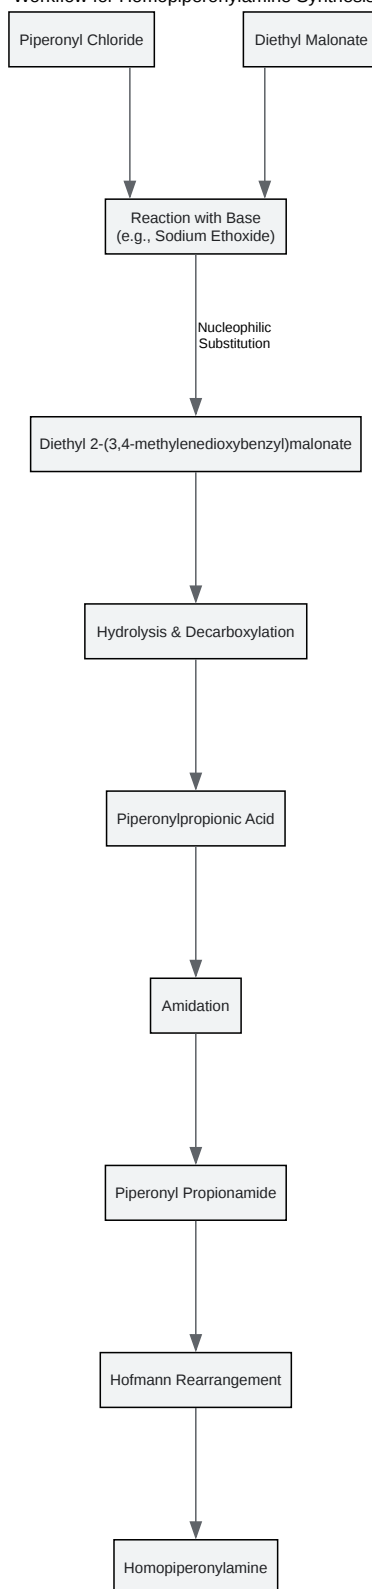 Workflow for Homopiperonylamine Synthesis
Piperonyl Chloride
Diethyl Malonate
Reaction with Base
(e.g., Sodium Ethoxide)
Nucleophilic
Substitution
Diethyl 2-(3,4-methylenedioxybenzyl)malonate
Hydrolysis & Decarboxylation
Piperonylpropionic Acid
Amidation
Piperonyl Propionamide
Hofmann Rearrangement
Homopiperonylamine